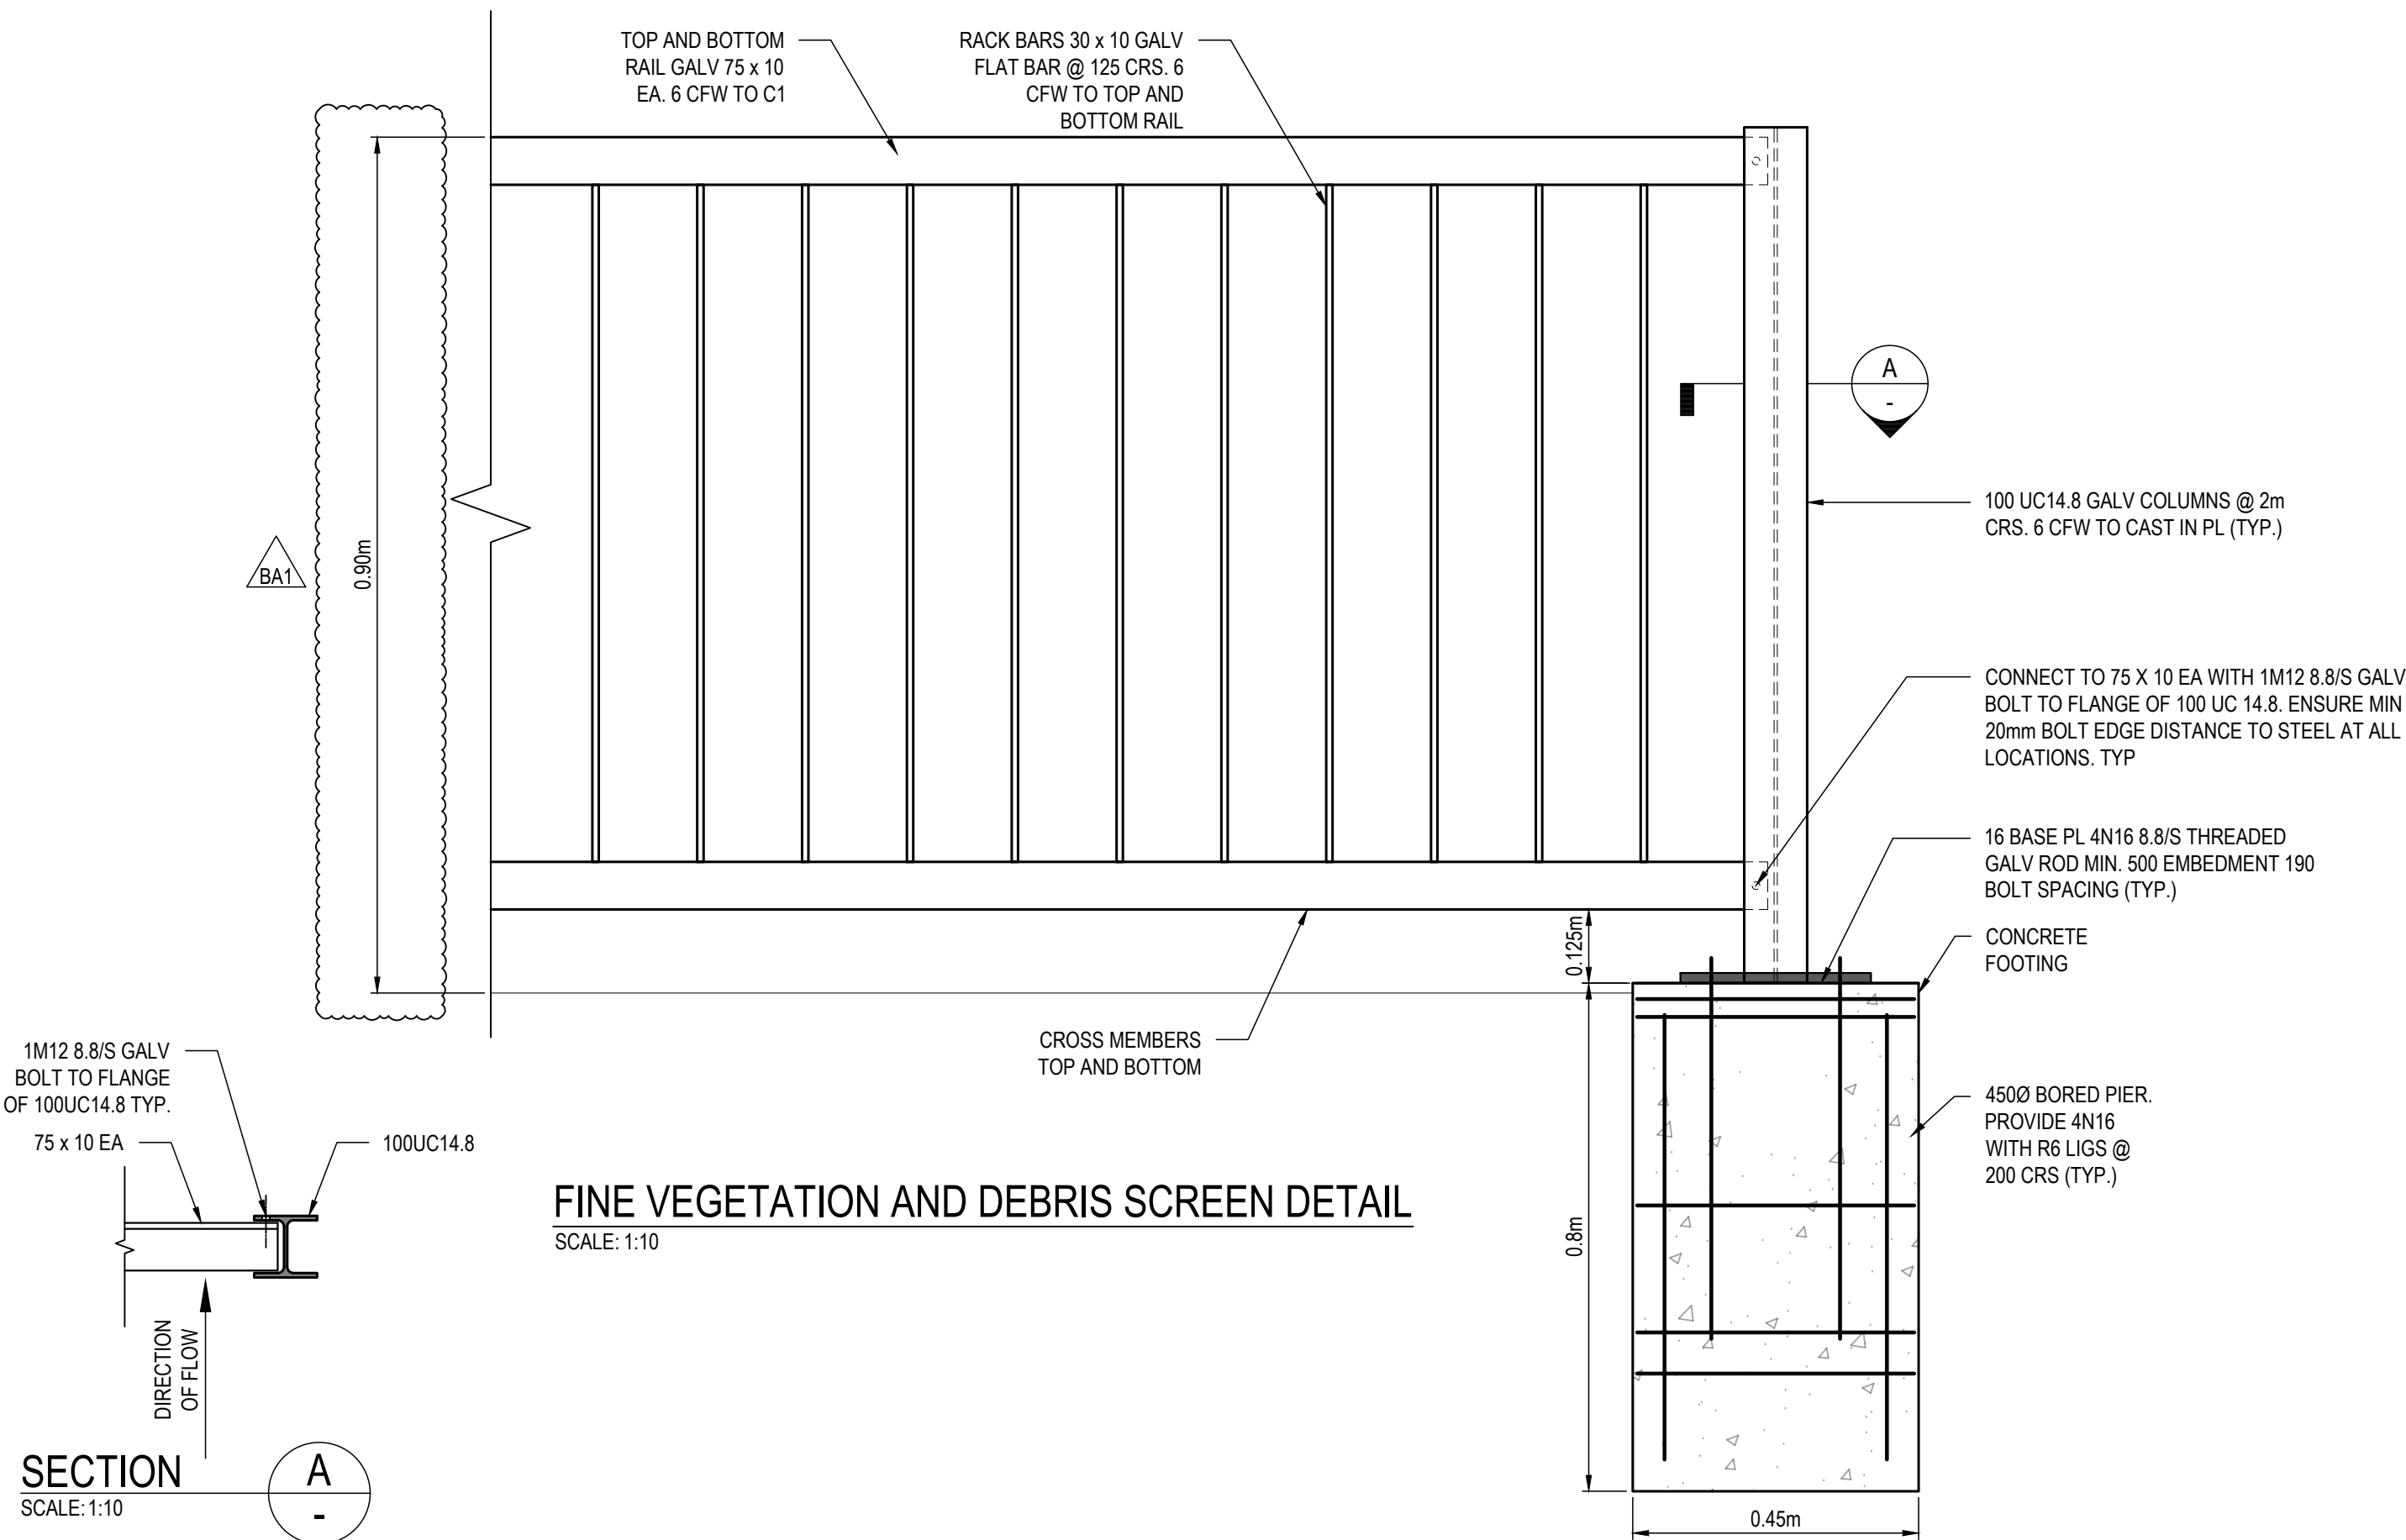 TOP AND BOTTOM
RAIL GALV 75 x 10
EA. 6 CFW TO C1
RACK BARS 30 x 10 GALV
FLAT BAR @ 125 CRS. 6
CFW TO TOP AND
BOTTOM RAIL
A
-
100 UC14.8 GALV COLUMNS @ 2m
CRS. 6 CFW TO CAST IN PL (TYP.)
BA1
0.90m
CONNECT TO 75 X 10 EA WITH 1M12 8.8/S GALV
BOLT TO FLANGE OF 100 UC 14.8. ENSURE MIN
20mm BOLT EDGE DISTANCE TO STEEL AT ALL
LOCATIONS. TYP
16 BASE PL 4N16 8.8/S THREADED
GALV ROD MIN. 500 EMBEDMENT 190
BOLT SPACING (TYP.)
0.125m
CONCRETE
FOOTING
CROSS MEMBERS
TOP AND BOTTOM
450Ø BORED PIER.
PROVIDE 4N16
WITH R6 LIGS @
200 CRS (TYP.)
0.8m
0.45m
1M12 8.8/S GALV
BOLT TO FLANGE
OF 100UC14.8 TYP.
75 x 10 EA
100UC14.8
DIRECTION
OF FLOW
FINE VEGETATION AND DEBRIS SCREEN DETAIL
SCALE: 1:10
SECTION
SCALE: 1:10
A
-